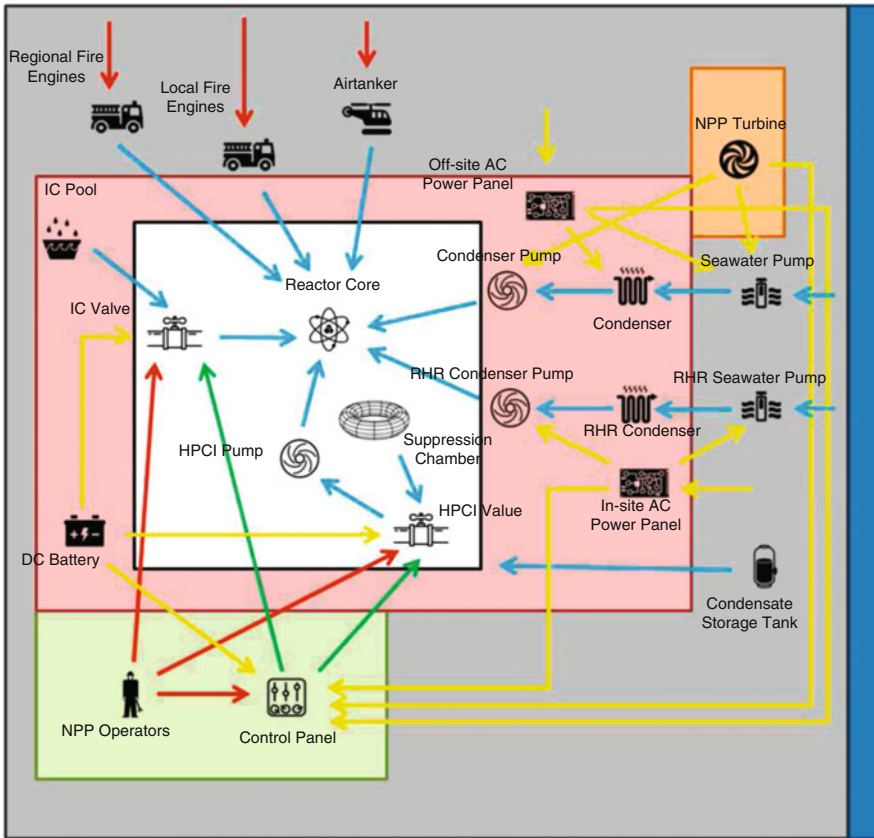 Regional Fire
Engines
Local Fire
Engines
Airtanker
NPP Turbine
Off-site AC
Power Panel
IC Pool
Condenser Pump
Seawater Pump
Reactor Core
IC Valve
Condenser
RHR Condenser Pump
RHR Seawater Pump
RHR Condenser
HPCI Pump
Suppression
Chamber
HPCI Value
In-site AC
Power Panel
DC Battery
Condensate
Storage Tank
NPP Operators
Control Panel